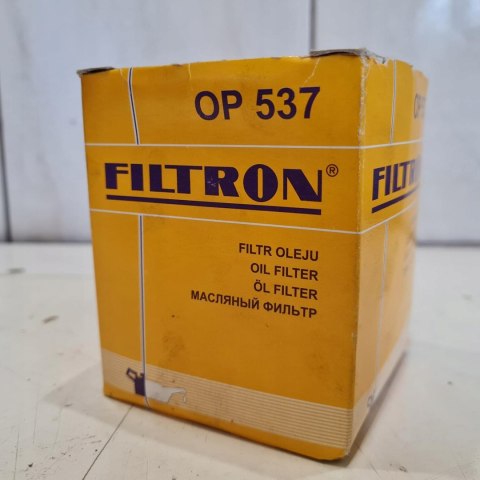 OP 537
FILTRON®
FILTR OLEJU
OIL FILTER
ÖL FILTER
МАСЛЯНЫЙ ФИЛЬТР